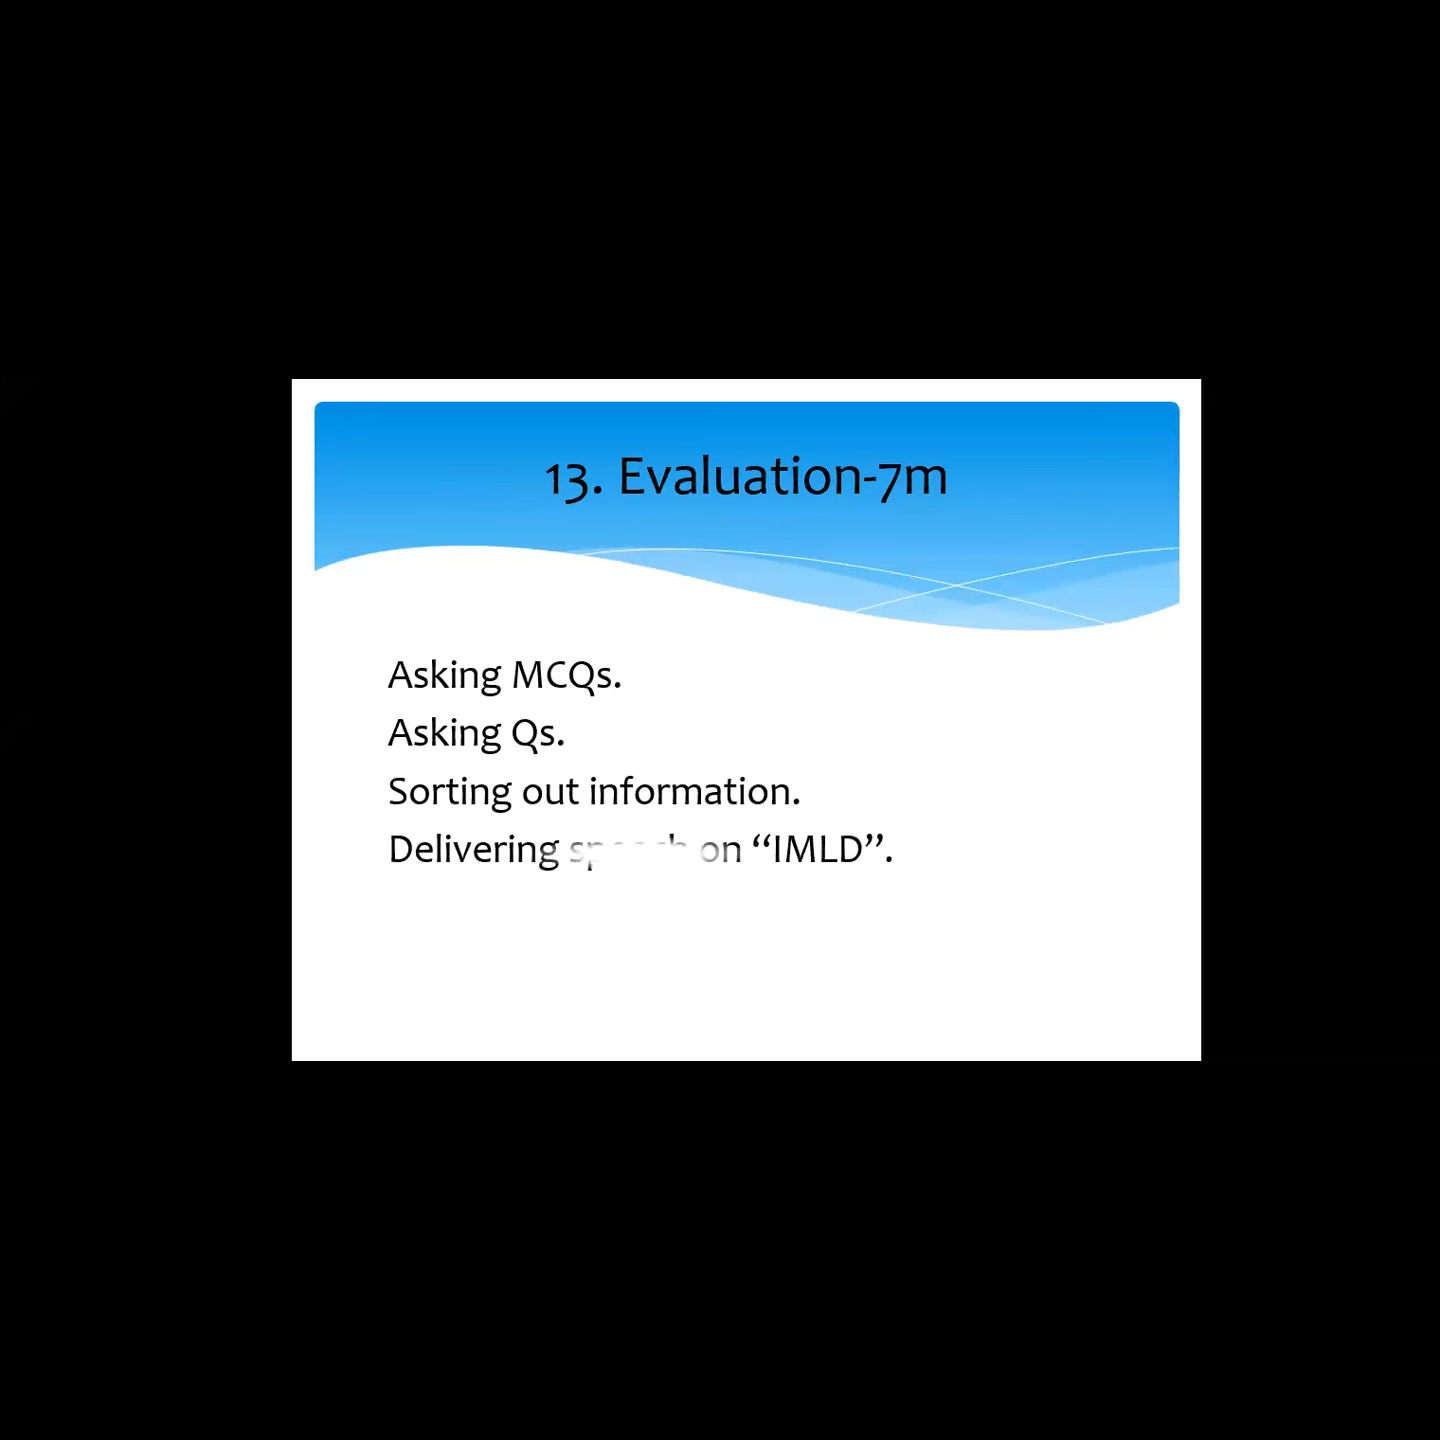 13. Evaluation-7m
Asking MCQs.
Asking Qs.
Sorting out information.
Delivering speech on “IMLD”.